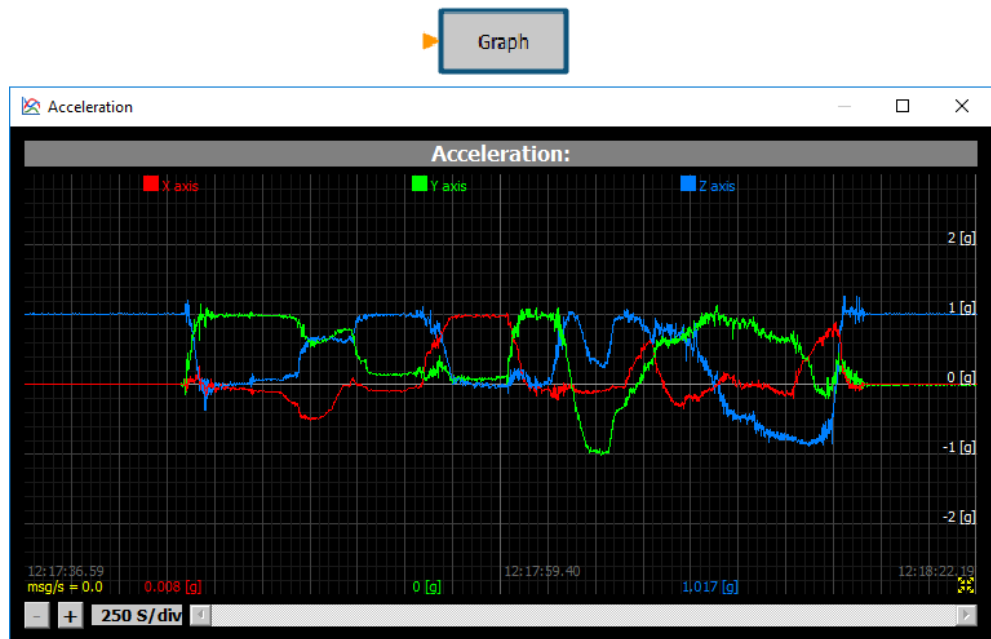 Graph
Acceleration
Acceleration:
X axis Y axis Z axis
2 [g]
1 [g]
0 [g]
-1 [g]
-2 [g]
12:17:36.59 12:17:59.40 12:18:22.19
msg/s = 0.0 0.008 [g] 0 [g] 1,017 [g]
- + 250 S/div